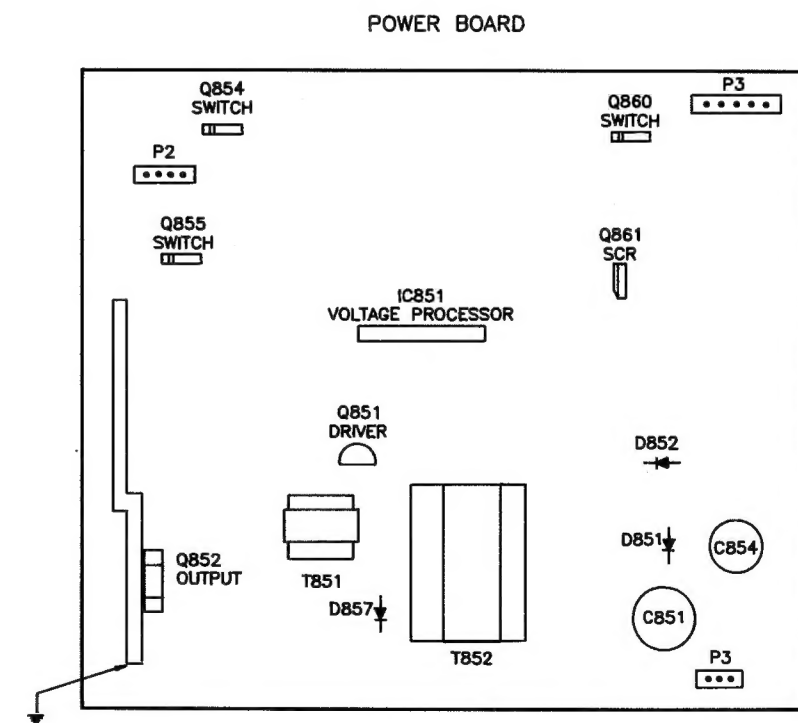 POWER BOARD
Q854
SWITCH
P3
Q860
SWITCH
P2
Q855
SWITCH
Q861
SCR
IC851
VOLTAGE PROCESSOR
Q851
DRIVER
D852
D851
C854
Q852
OUTPUT
T851
D857
C851
T852
P3